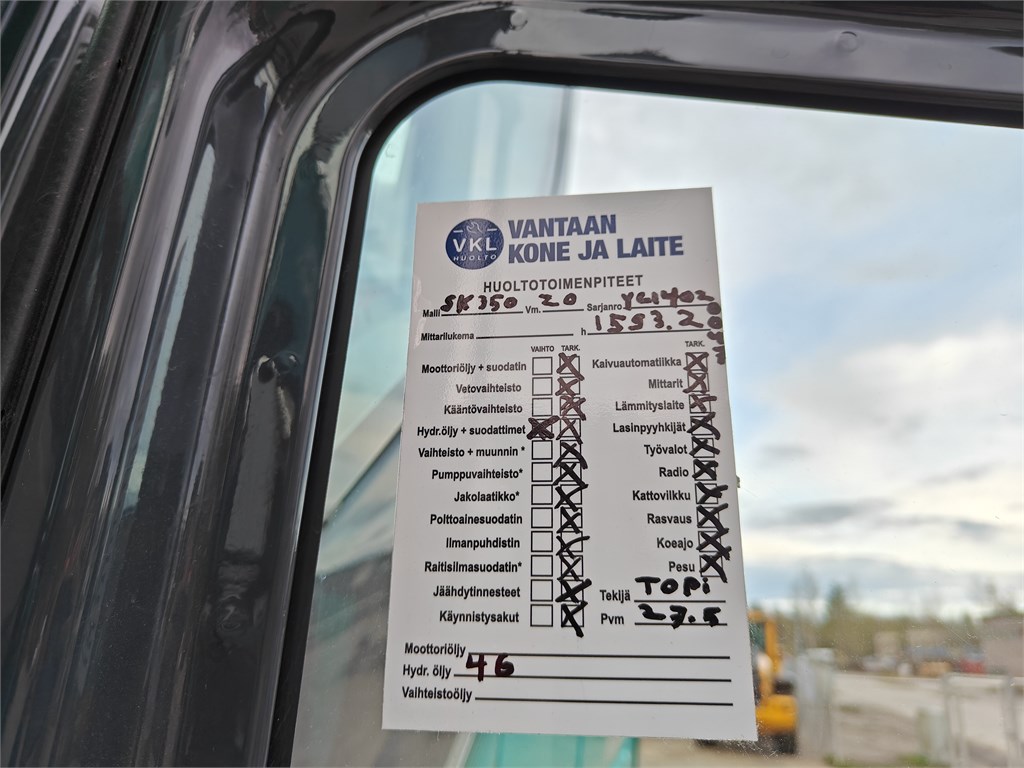 VKL
HUOLTO
VANTAAN
KONE JA LAITE
HUOLTOTOIMENPITEET
Malli SK350 Vm. 20 Sarjanro
Mittarilukema h 1553.2
VAIHTO TARK. TARK.
Moottoriöljy + suodatin X Kaivuautomatiikka X
Vetovaihteisto X Mittarit X
Kääntövaihteisto X Lämmityslaite X
Hydr.öljy + suodattimet X X Lasinpyyhkijät X
Vaihteisto + muunnin * X Työvalot X
Pumppuvaihteisto* X Radio X
Jakolaatikko* X Kattovilkku X
Polttoainesuodatin X Rasvaus X
Ilmanpuhdistin X Koeajo X
Raitisilmasuodatin* X Pesu X
Jäähdytinnesteet X Tekijä TOPi
Käynnistysakut X Pvm 27.5
Moottoriöljy
Hydr. öljy 46
Vaihteistoöljy